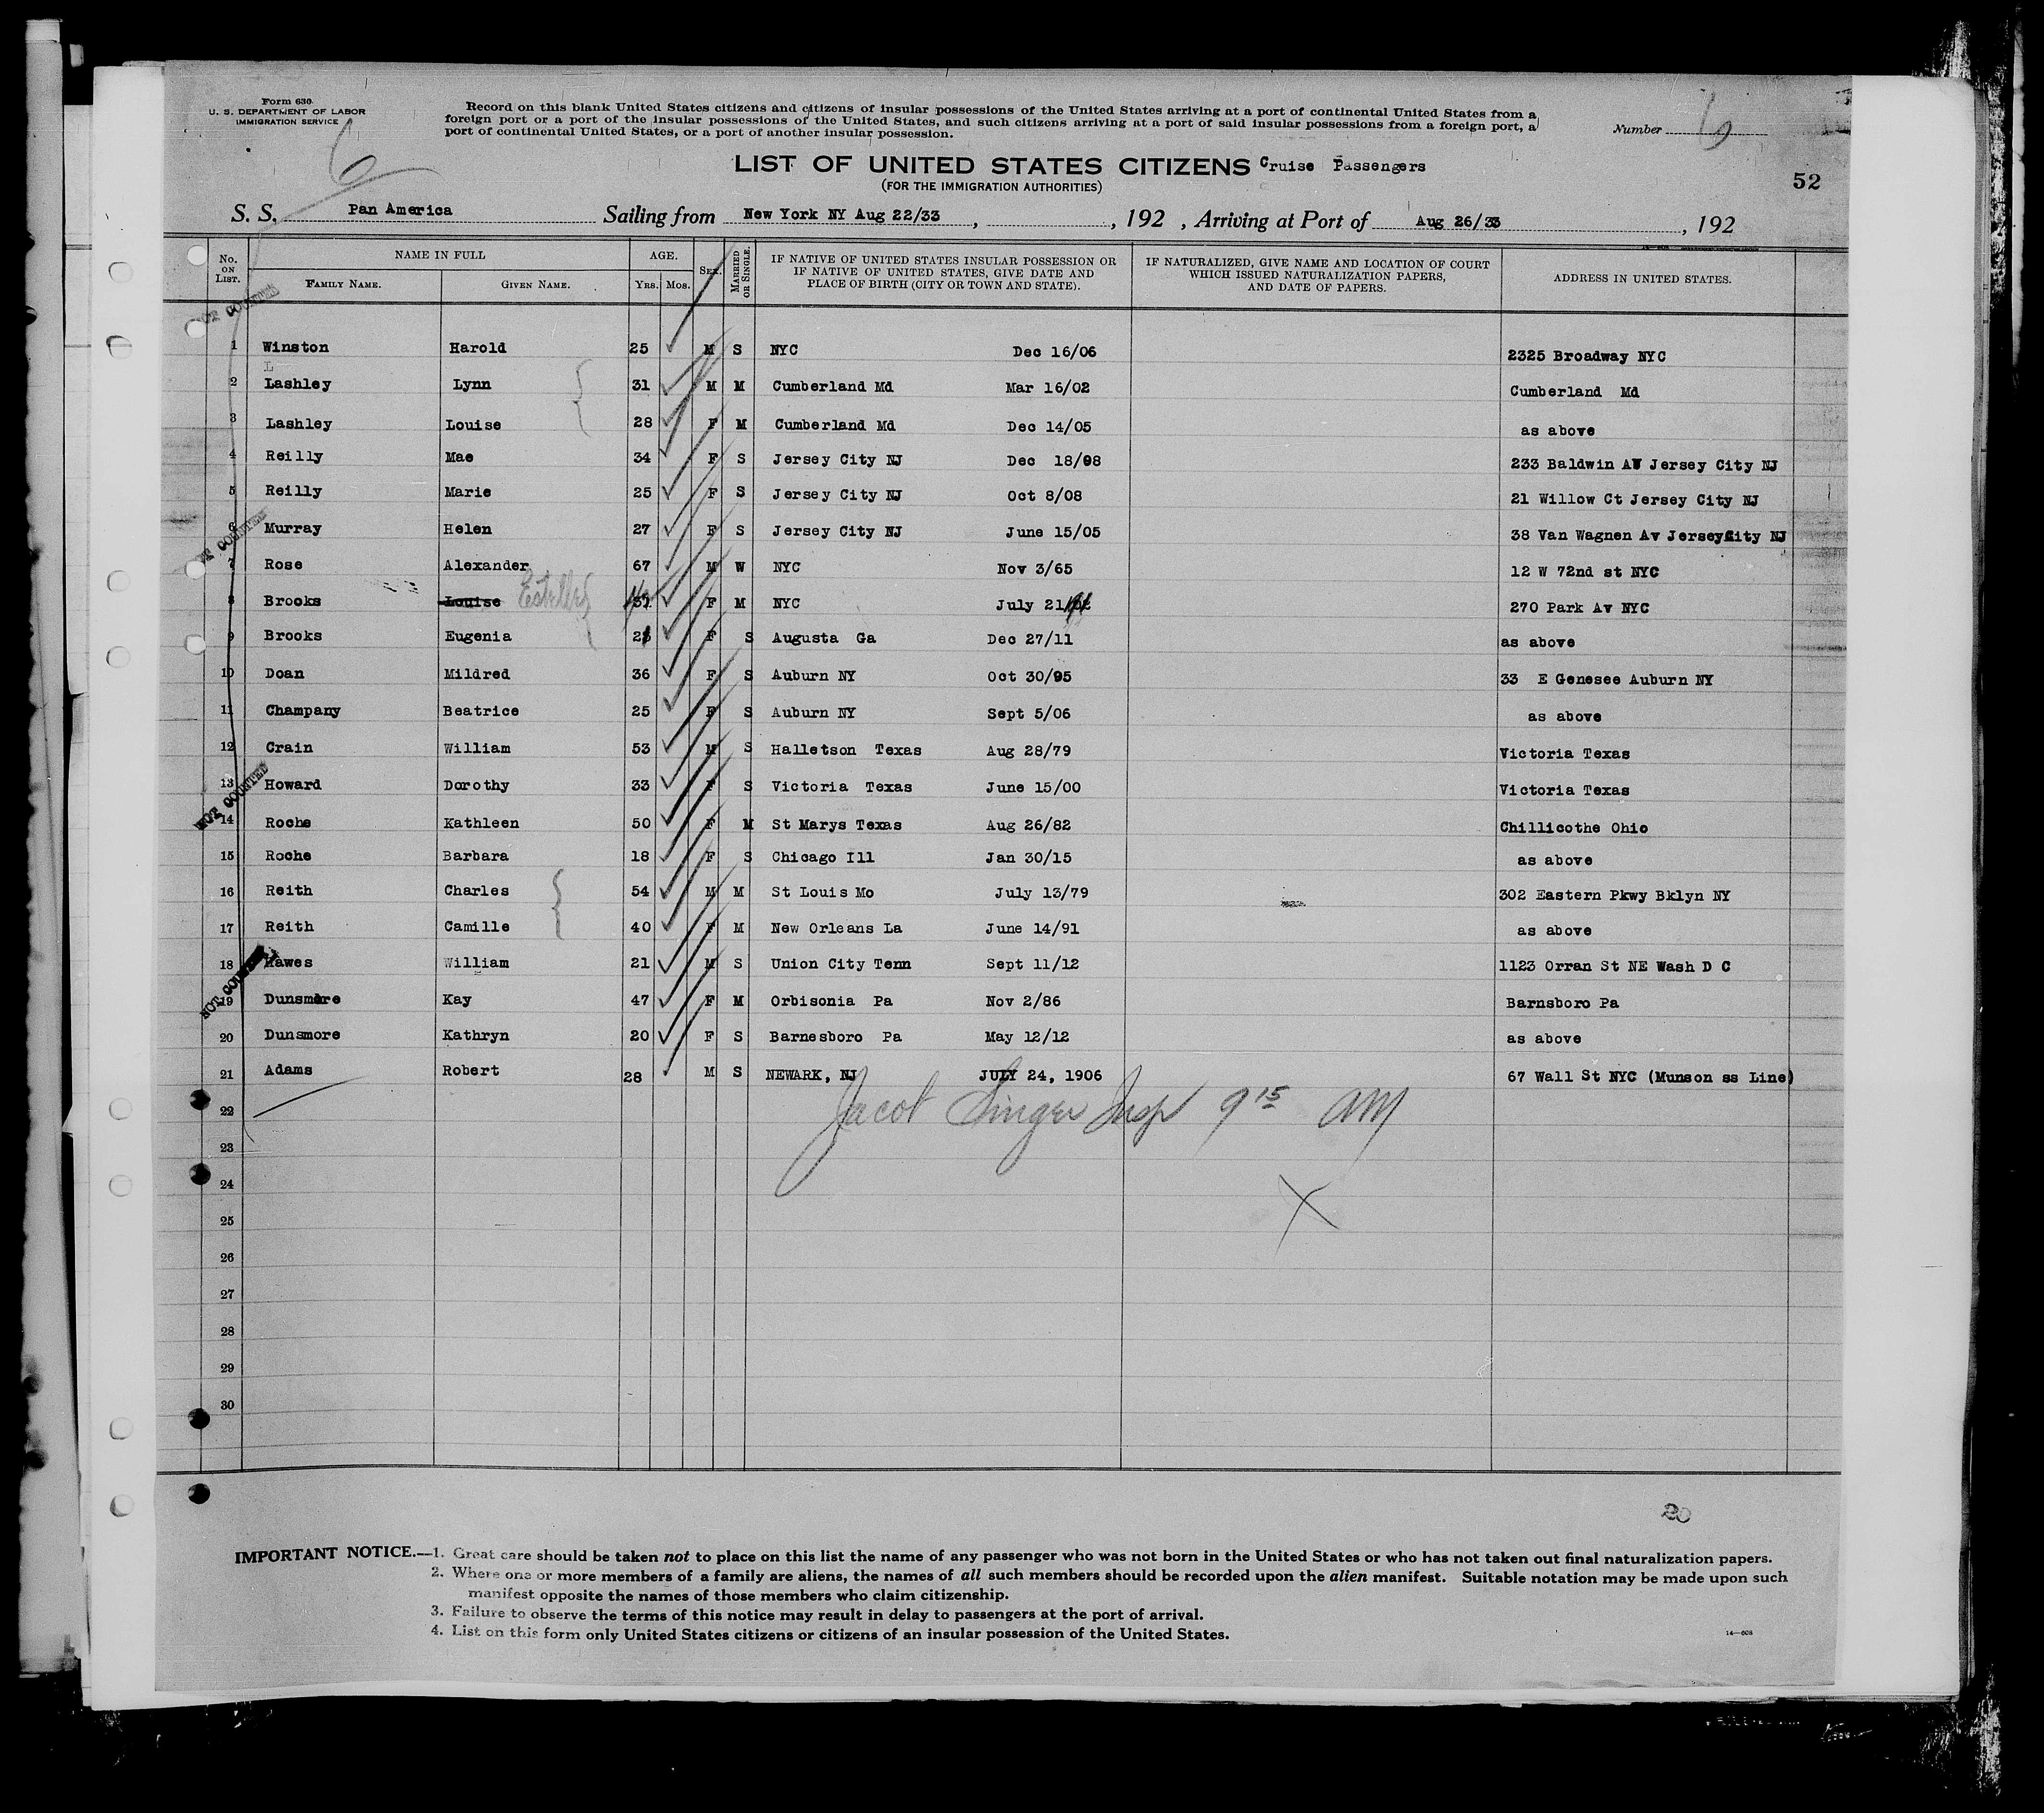 Form 630
U. S. DEPARTMENT OF LABOR
IMMIGRATION SERVICE
6
Record on this blank United States citizens and citizens of insular possessions of the United States arriving at a port of continental United States from a
foreign port or a port of the insular possessions of the United States, and such citizens arriving at a port of said insular possessions from a foreign port, a
port of continental United States, or a port of another insular possession.
Number 6
LIST OF UNITED STATES CITIZENS Cruise Passengers
(FOR THE IMMIGRATION AUTHORITIES)
52
S. S. Pan America Sailing from New York NY Aug 22/33 , , 192 , Arriving at Port of Aug 26/33 , 192
No. ON LIST. NAME IN FULL FAMILY NAME. GIVEN NAME. AGE. Yrs. Mos. SEX. MARRIED OR SINGLE. IF NATIVE OF UNITED STATES INSULAR POSSESSION OR IF NATIVE OF UNITED STATES, GIVE DATE AND PLACE OF BIRTH (CITY OR TOWN AND STATE). IF NATURALIZED, GIVE NAME AND LOCATION OF COURT WHICH ISSUED NATURALIZATION PAPERS, AND DATE OF PAPERS. ADDRESS IN UNITED STATES.
NOT COUNTED
1 Winston Harold 25 M S NYC Dec 16/06 2325 Broadway NYC
L
2 Lashley Lynn 31 M M Cumberland Md Mar 16/02 Cumberland Md
3 Lashley Louise 28 F M Cumberland Md Dec 14/05 as above
4 Reilly Mae 34 F S Jersey City NJ Dec 18/98 233 Baldwin AV Jersey City NJ
5 Reilly Marie 25 F S Jersey City NJ Oct 8/08 21 Willow Ct Jersey City NJ
NOT COUNTED
6 Murray Helen 27 F S Jersey City NJ June 15/05 38 Van Wagnen Av JerseyCity NJ
7 Rose Alexander 67 M W NYC Nov 3/65 12 W 72nd st NYC
8 Brooks Louise Estelle F M NYC July 21/ 270 Park Av NYC
9 Brooks Eugenia F S Augusta Ga Dec 27/11 as above
10 Doan Mildred 36 F S Auburn NY Oct 30/95 33 E Genesee Auburn NY
11 Champany Beatrice 25 F S Auburn NY Sept 5/06 as above
12 Crain William 53 M S Halletson Texas Aug 28/79 Victoria Texas
NOT COUNTED
13 Howard Dorothy 33 F S Victoria Texas June 15/00 Victoria Texas
14 Roche Kathleen 50 F M St Marys Texas Aug 26/82 Chillicothe Ohio
15 Roche Barbara 18 F S Chicago Ill Jan 30/15 as above
16 Reith Charles 54 M M St Louis Mo July 13/79 302 Eastern Pkwy Bklyn NY
17 Reith Camille 40 F M New Orleans La June 14/91 as above
18 Hawes William 21 M S Union City Tenn Sept 11/12 1123 Orran St NE Wash D C
NOT COUNTED
19 Dunsmore Kay 47 F M Orbisonia Pa Nov 2/86 Barnsboro Pa
20 Dunsmore Kathryn 20 F S Barnesboro Pa May 12/12 as above
21 Adams Robert 28 M S NEWARK, NJ JULY 24, 1906 67 Wall St NYC (Munson ss Line)
22 Jacob Singer Insp 9 15 AM
23
24
25 X
26
27
28
29
30
20
IMPORTANT NOTICE.—1. Great care should be taken not to place on this list the name of any passenger who was not born in the United States or who has not taken out final naturalization papers.
2. Where one or more members of a family are aliens, the names of all such members should be recorded upon the alien manifest. Suitable notation may be made upon such
manifest opposite the names of those members who claim citizenship.
3. Failure to observe the terms of this notice may result in delay to passengers at the port of arrival.
4. List on this form only United States citizens or citizens of an insular possession of the United States.
14—608